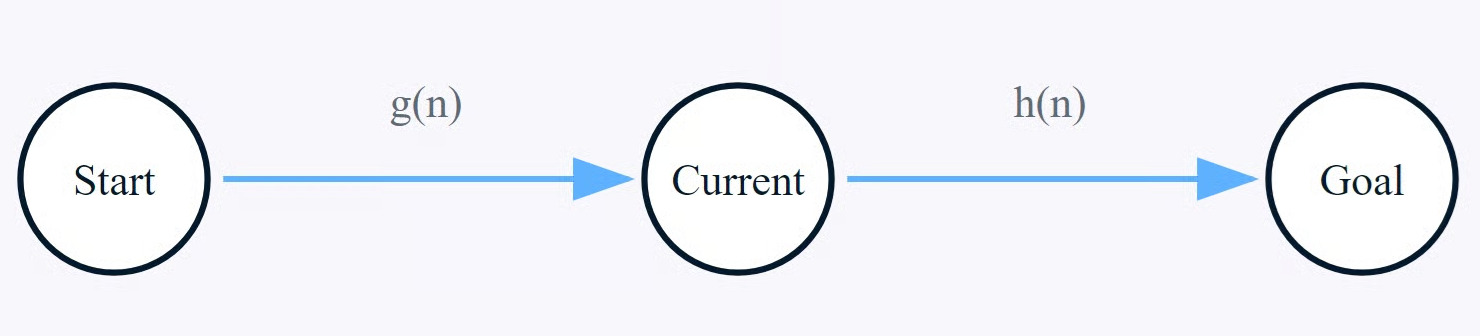 g(n)
h(n)
Start
Current
Goal